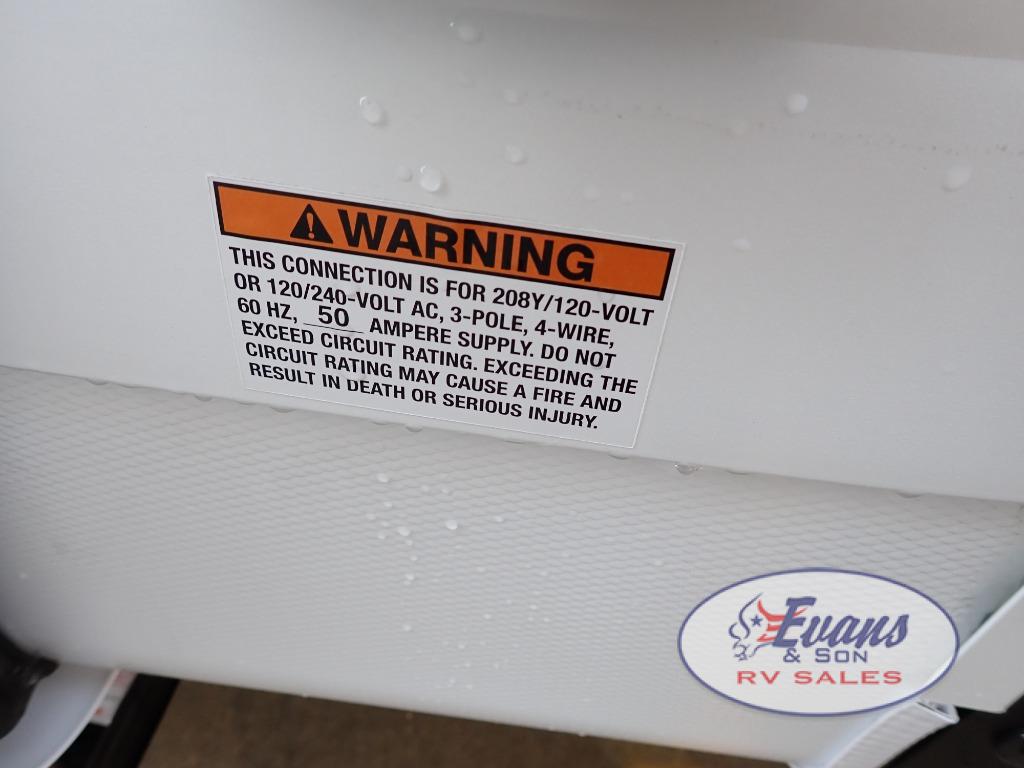 WARNING
THIS CONNECTION IS FOR 208Y/120-VOLT
OR 120/240-VOLT AC, 3-POLE, 4-WIRE,
60 HZ, 50 AMPERE SUPPLY. DO NOT
EXCEED CIRCUIT RATING. EXCEEDING THE
CIRCUIT RATING MAY CAUSE A FIRE AND
RESULT IN DEATH OR SERIOUS INJURY.
Evans
& SON
RV SALES